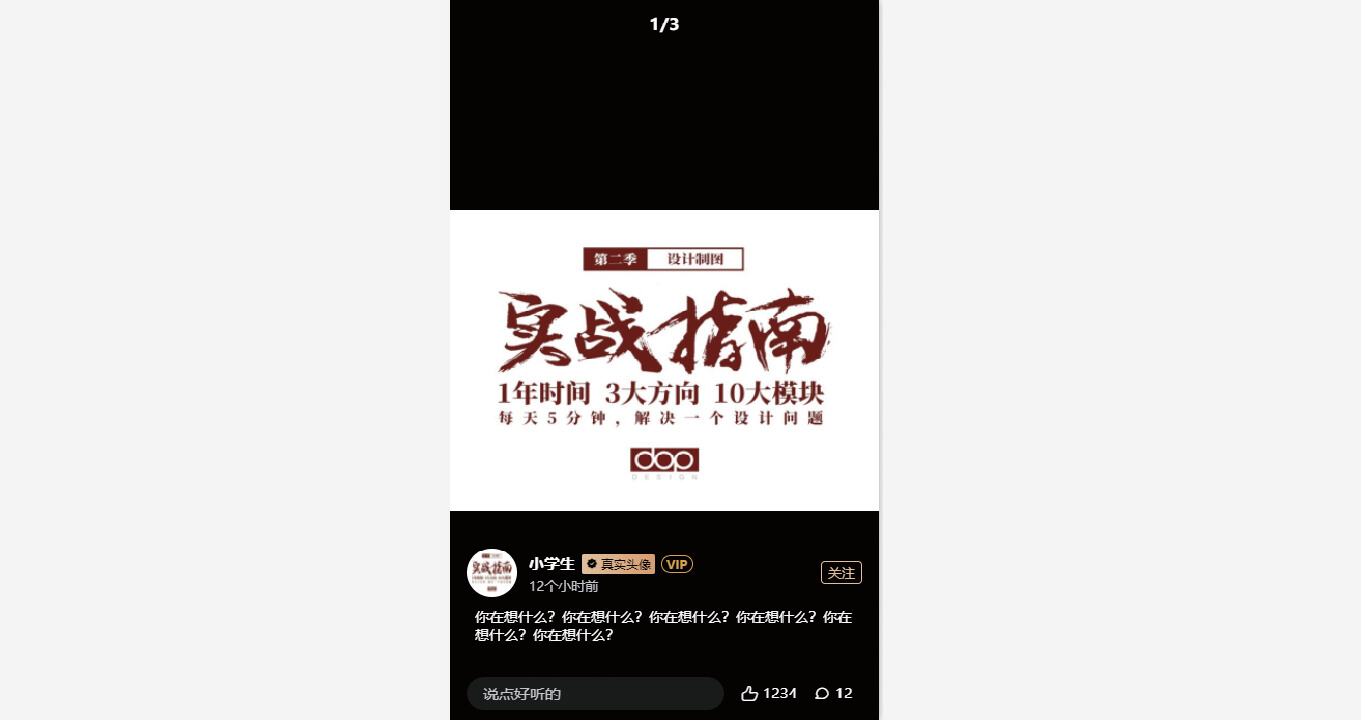 1/3
第二季 设计制图
实战指南
1年时间 3大方向 10大模块
每天5分钟，解决一个设计问题
dop
DESIGN
小学生 真实头像 VIP
12个小时前
关注
你在想什么？你在想什么？你在想什么？你在想什么？你在
想什么？你在想什么？
说点好听的 1234 12